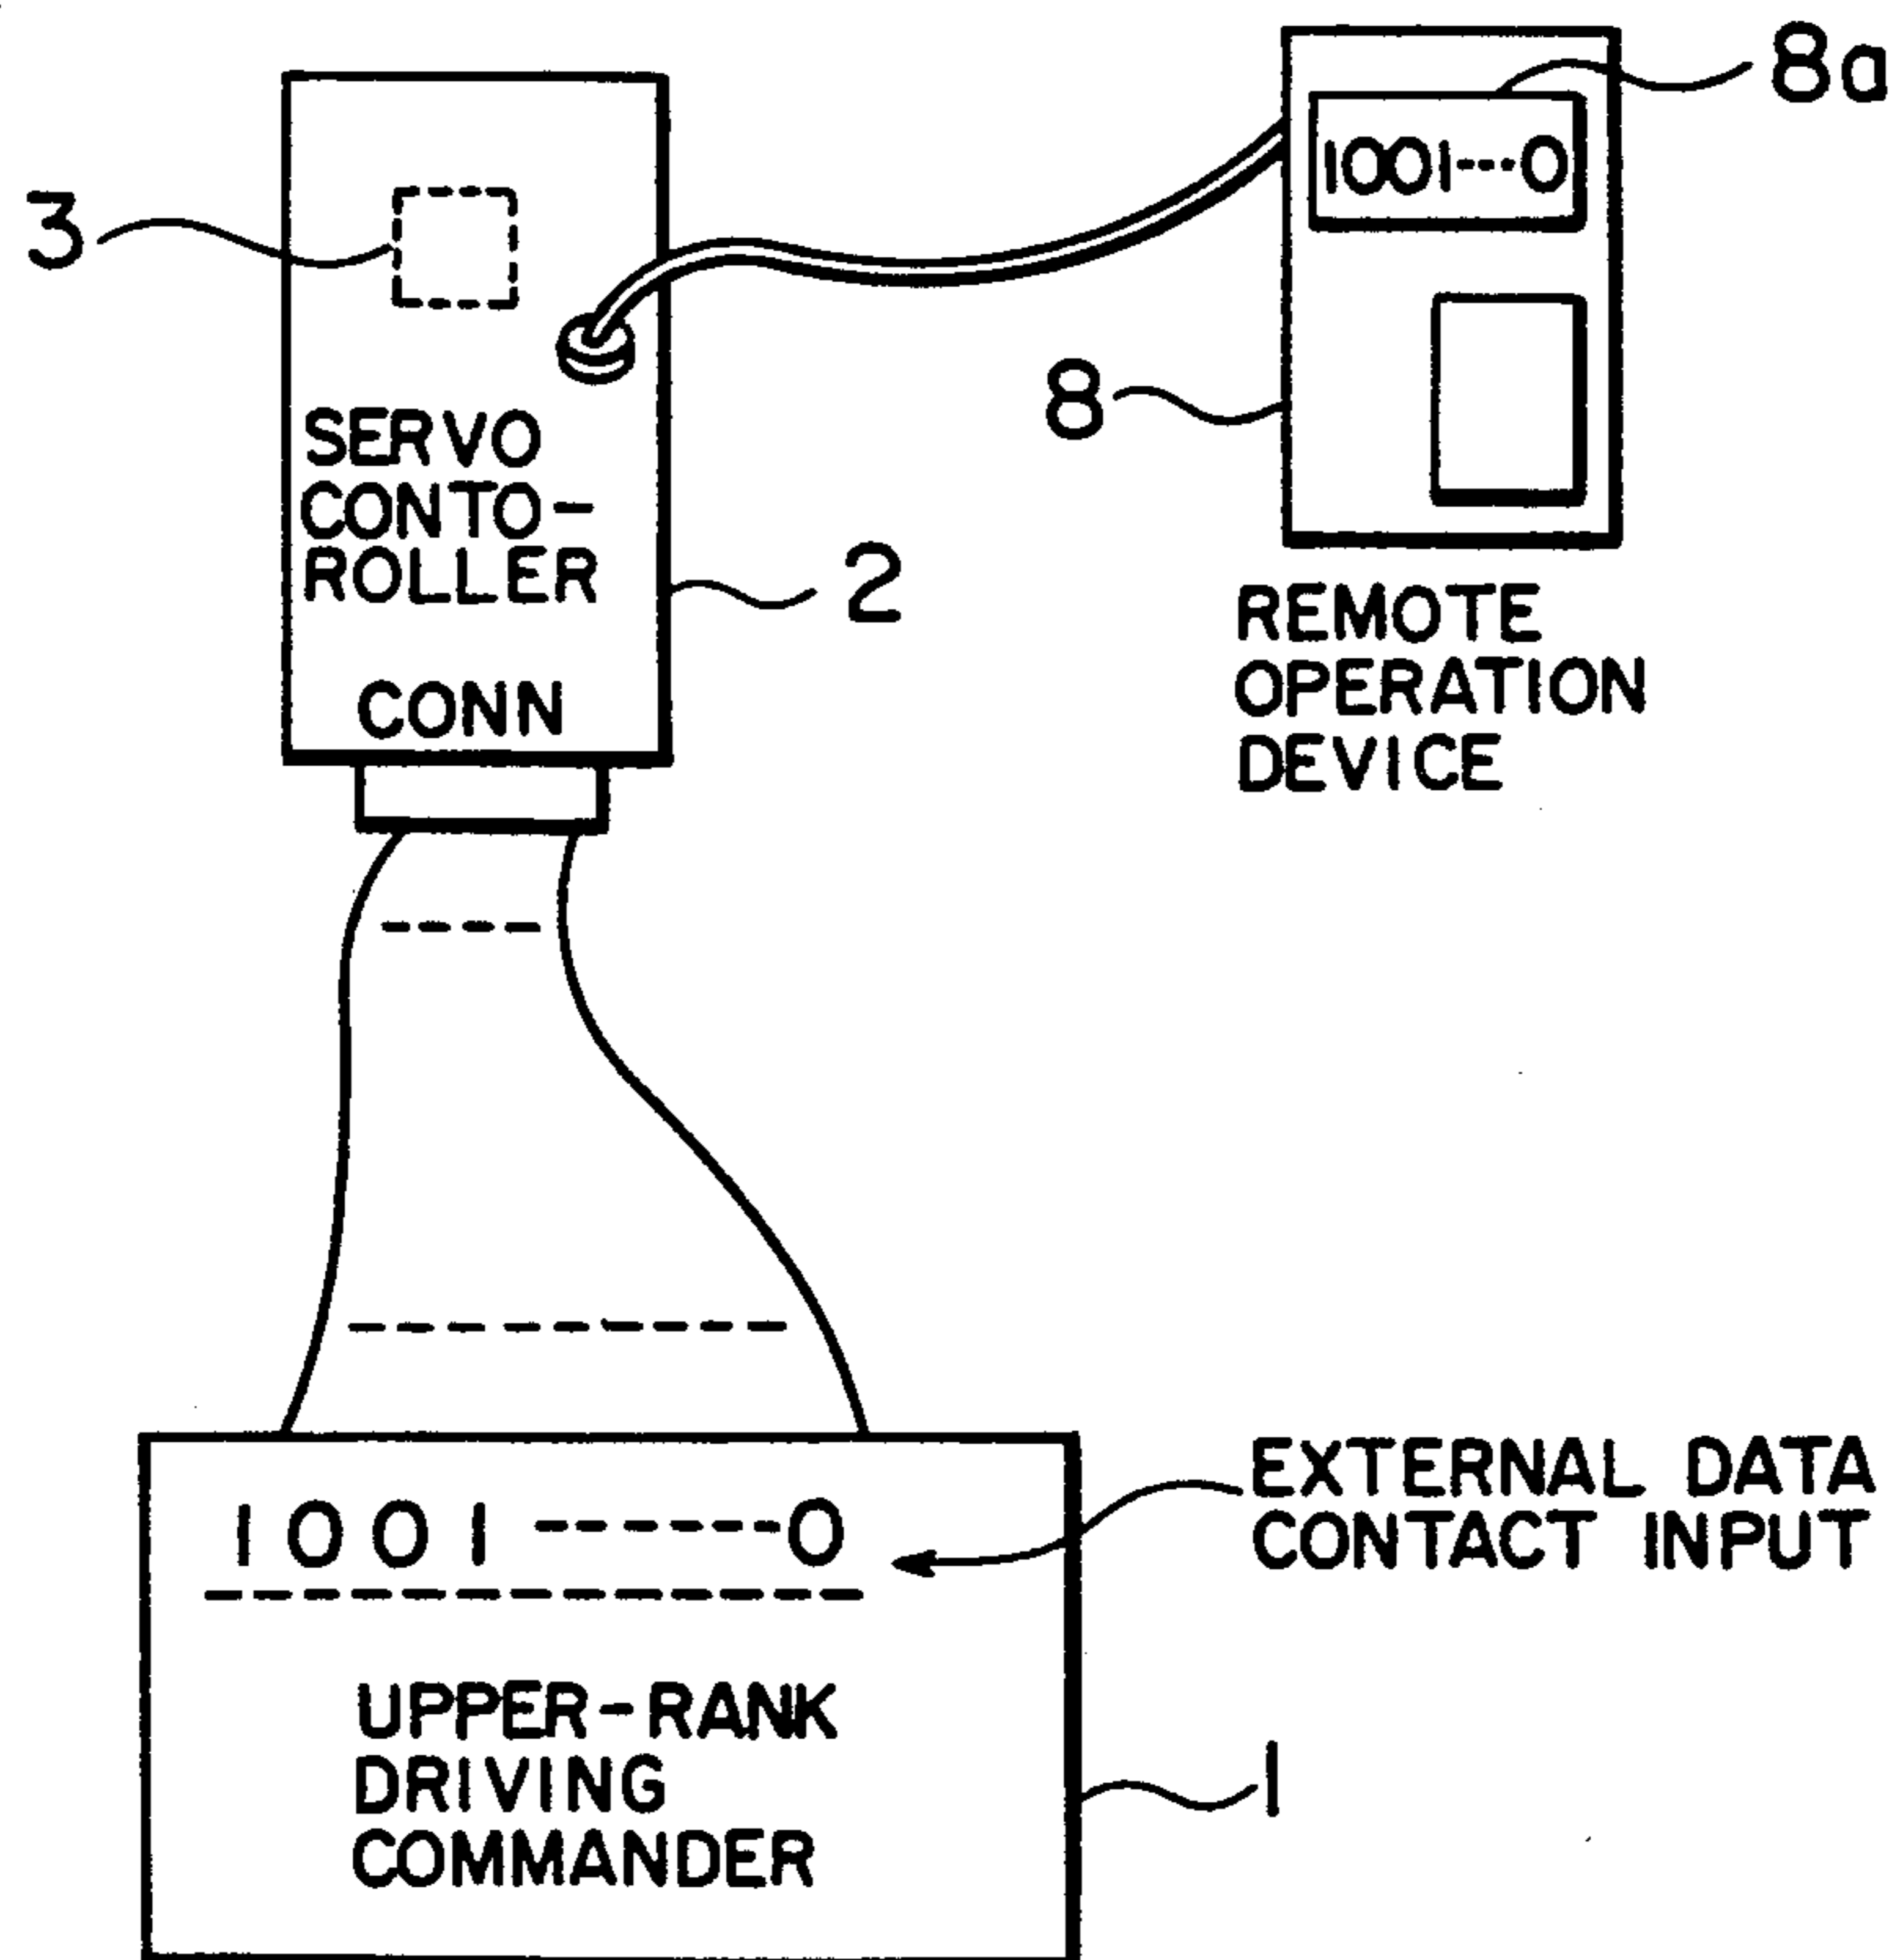 8a
1001---0
3
8
SERVO
CONTO-
ROLLER
2
CONN
REMOTE
OPERATION
DEVICE
1001 ------0
EXTERNAL DATA
CONTACT INPUT
UPPER-RANK
DRIVING
COMMANDER
1